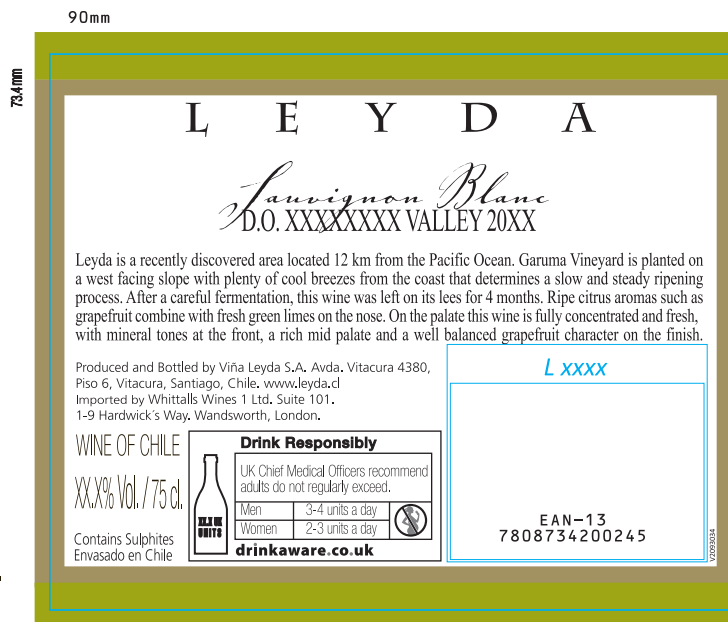 90mm
73.4mm
LEYDA
Sauvignon Blanc
D.O. XXXXXXXX VALLEY 20XX
Leyda is a recently discovered area located 12 km from the Pacific Ocean. Garuma Vineyard is planted on
a west facing slope with plenty of cool breezes from the coast that determines a slow and steady ripening
process. After a careful fermentation, this wine was left on its lees for 4 months. Ripe citrus aromas such as
grapefruit combine with fresh green limes on the nose. On the palate this wine is fully concentrated and fresh,
with mineral tones at the front, a rich mid palate and a well balanced grapefruit character on the finish.
Produced and Bottled by Viña Leyda S.A. Avda. Vitacura 4380,
Piso 6, Vitacura, Santiago, Chile. www.leyda.cl
Imported by Whittalls Wines 1 Ltd. Suite 101.
1-9 Hardwick´s Way. Wandsworth, London.
WINE OF CHILE
XX.X% Vol. / 75 cl.
Contains Sulphites
Envasado en Chile
XX.X UK
UNITS
Drink Responsibly
UK Chief Medical Officers recommend
adults do not regularly exceed.
Men 3-4 units a day
Women 2-3 units a day
drinkaware.co.uk
L xxxx
EAN-13
7808734200245
V2093034